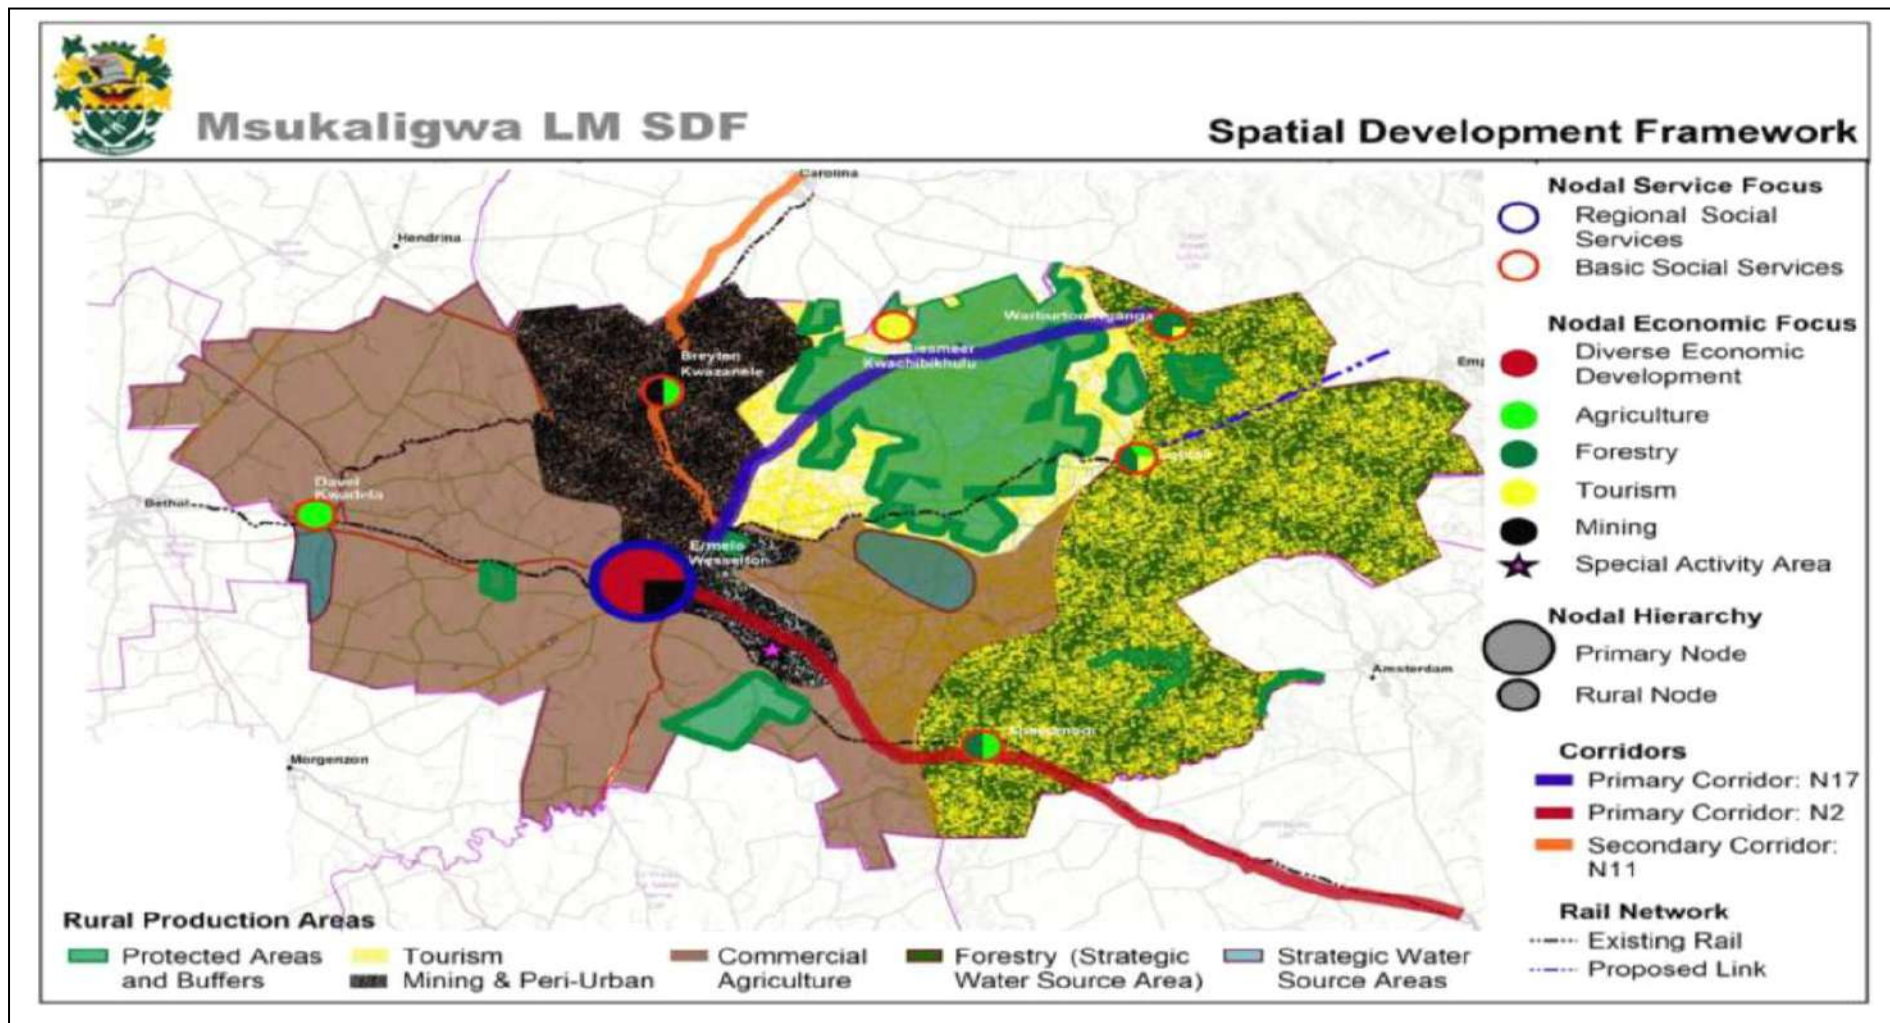 Msukaligwa LM SDF
Spatial Development Framework
Carolina
Hendrina
Breyten
Kwazanele
Kwachibikhulu
Davel
Kwadela
Bethal
Ermelo
Wesselton
Amsterdam
Morgenzon
Nodal Service Focus
Regional Social
Services
Basic Social Services
Nodal Economic Focus
Diverse Economic
Development
Agriculture
Forestry
Tourism
Mining
Special Activity Area
Nodal Hierarchy
Primary Node
Rural Node
Corridors
Primary Corridor: N17
Primary Corridor: N2
Secondary Corridor:
N11
Rail Network
Existing Rail
Proposed Link
Rural Production Areas
Protected Areas
and Buffers
Tourism
Mining & Peri-Urban
Commercial
Agriculture
Forestry (Strategic
Water Source Area)
Strategic Water
Source Areas